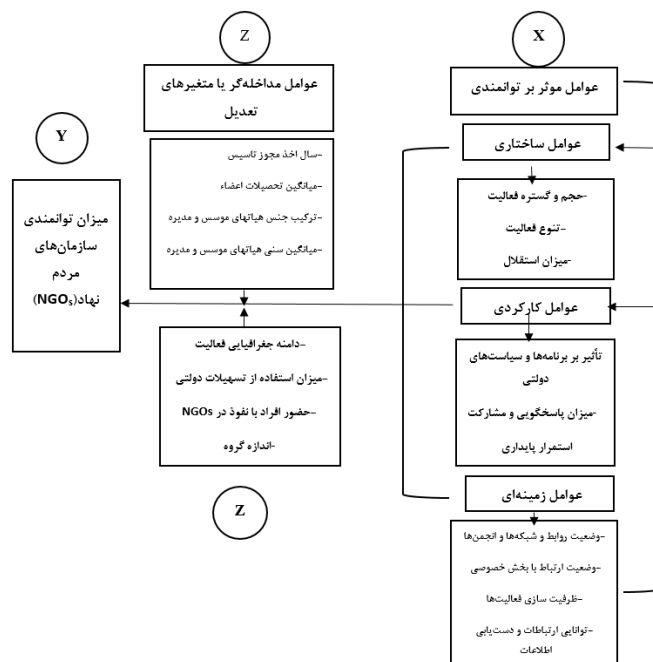 X
عوامل موثر بر توانمندی
عوامل ساختاری
-حجم و گستره فعالیت
-تنوع فعالیت
-میزان استقلال
عوامل کارکردی
تأثیر بر برنامه‌ها و سیاست‌های
دولتی
-میزان پاسخگویی و مشارکت
استمرار پایداری
عوامل زمینه‌ای
-وضعیت روابط و شبکه‌ها و انجمن‌ها
-وضعیت ارتباط با بخش خصوصی
-ظرفیت سازی فعالیت‌ها
-توانایی ارتباطات و دست‌یابی
اطلاعات
Z
عوامل مداخله‌گر یا متغیرهای
تعدیل
-سال اخذ مجوز تاسیس
-میانگین تحصیلات اعضاء
-ترکیب جنس هیاتهای موسس و مدیره
-میانگین سنی هیاتهای موسس و مدیره
-دامنه جغرافیایی فعالیت
-میزان استفاده از تسهیلات دولتی
-حضور افراد با نفوذ در NGOs
-اندازه گروه
Z
Y
میزان توانمندی
سازمان‌های
مردم
نهاد(NGOs)